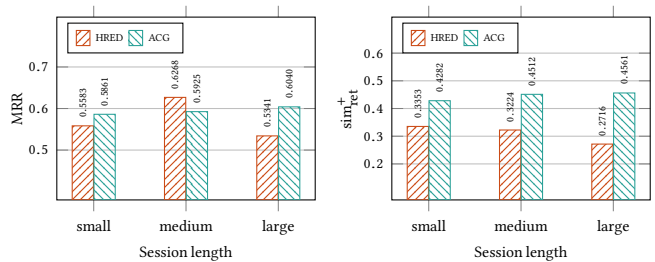 HRED ACG
0.7
0.6
0.5
MRR
0.5583
0.5861
0.6268
0.5925
0.5341
0.6040
small medium large
Session length
HRED ACG
0.6
0.5
0.4
0.3
0.2
sim+ret
0.3353
0.4282
0.3224
0.4512
0.2716
0.4561
small medium large
Session length